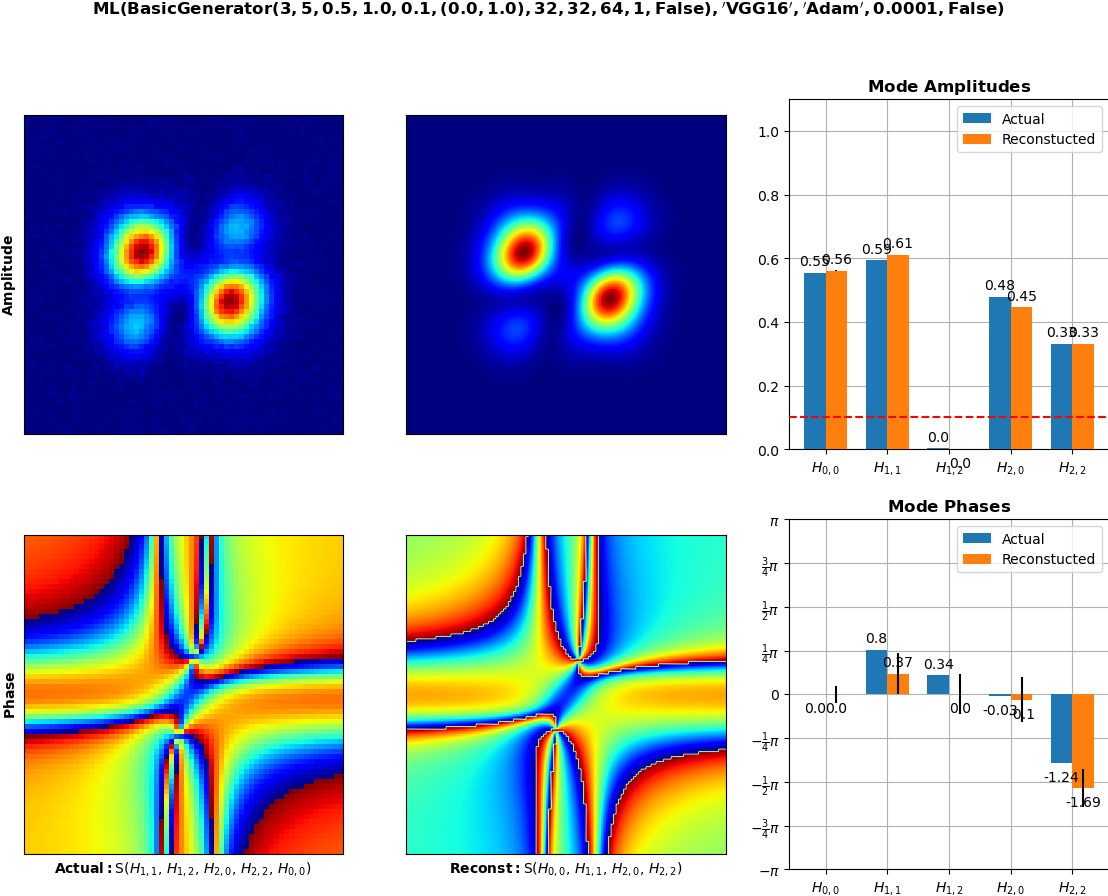 ML(BasicGenerator(3, 5, 0.5, 1.0, 0.1, (0.0, 1.0), 32, 32, 64, 1, False), ′VGG16′, ′Adam′, 0.0001, False)
Amplitude
Mode Amplitudes
Actual
Reconstucted
1.0
0.8
0.6
0.4
0.2
0.0
0.55
0.56
0.59
0.61
0.0
0.0
0.48
0.45
0.33
0.33
H0,0
H1,1
H1,2
H2,0
H2,2
Phase
Mode Phases
Actual
Reconstucted
π
3/4π
1/2π
1/4π
0
−1/4π
−1/2π
−3/4π
−π
0.0
0.0
0.8
0.37
0.34
0.0
-0.03
-0.1
-1.24
-1.69
H0,0
H1,1
H1,2
H2,0
H2,2
Actual: S(H1,1, H1,2, H2,0, H2,2, H0,0)
Reconst: S(H0,0, H1,1, H2,0, H2,2)